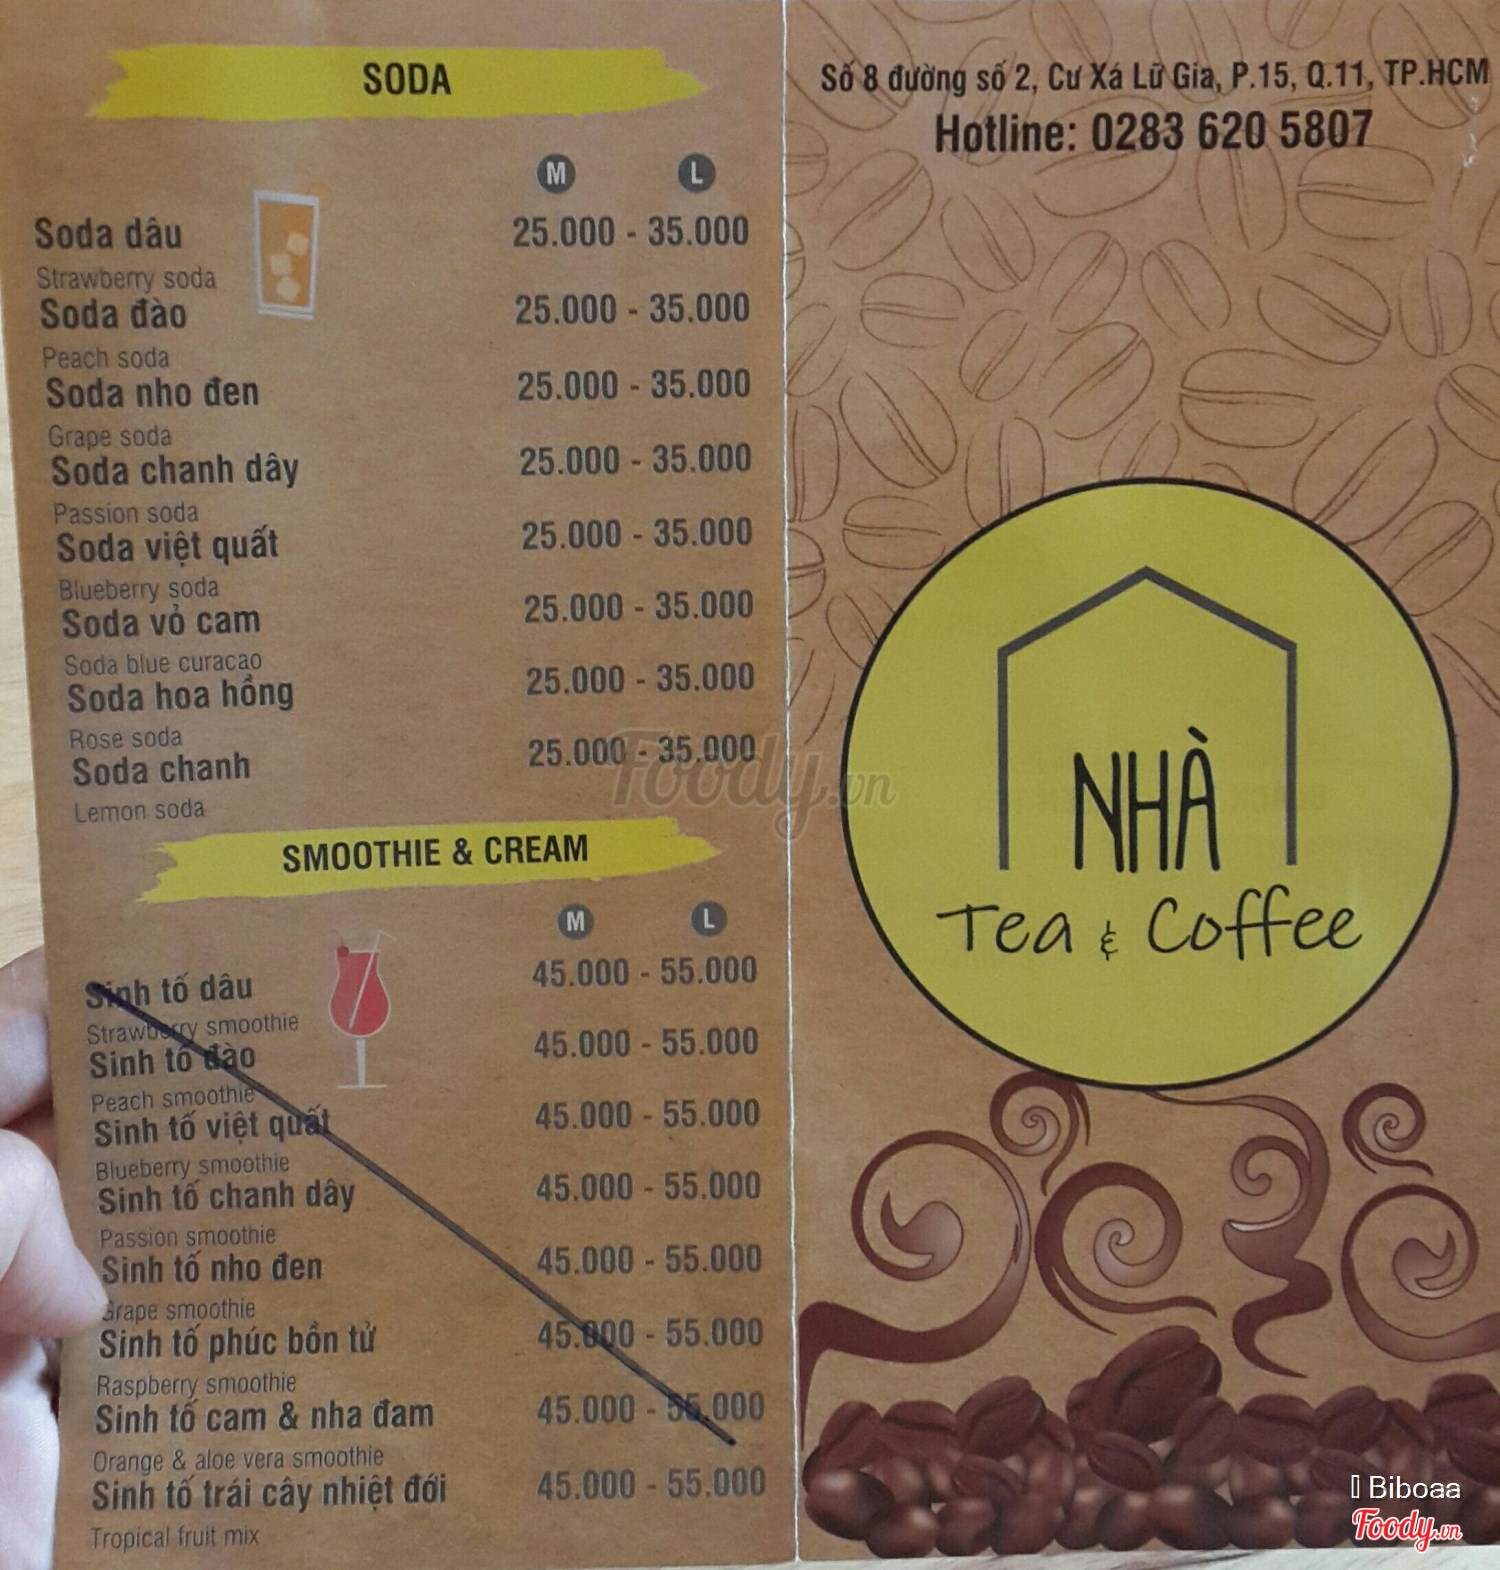 SODA
M L
Soda dâu 25.000 - 35.000
Strawberry soda
Soda đào 25.000 - 35.000
Peach soda
Soda nho đen 25.000 - 35.000
Grape soda
Soda chanh dây 25.000 - 35.000
Passion soda
Soda việt quất 25.000 - 35.000
Blueberry soda
Soda vỏ cam 25.000 - 35.000
Soda blue curacao
Soda hoa hồng 25.000 - 35.000
Rose soda
Soda chanh 25.000 - 35.000
Lemon soda
SMOOTHIE & CREAM
M L
Sinh tố dâu 45.000 - 55.000
Strawberry smoothie
Sinh tố đào 45.000 - 55.000
Peach smoothie
Sinh tố việt quất 45.000 - 55.000
Blueberry smoothie
Sinh tố chanh dây 45.000 - 55.000
Passion smoothie
Sinh tố nho đen 45.000 - 55.000
Grape smoothie
Sinh tố phúc bồn tử 45.000 - 55.000
Raspberry smoothie
Sinh tố cam & nha đam 45.000 - 55.000
Orange & aloe vera smoothie
Sinh tố trái cây nhiệt đới 45.000 - 55.000
Tropical fruit mix
Số 8 đường số 2, Cư Xá Lữ Gia, P.15, Q.11, TP.HCM
Hotline: 0283 620 5807
NHÀ
Tea & Coffee
Foody.vn
Biboaa
Foody.vn